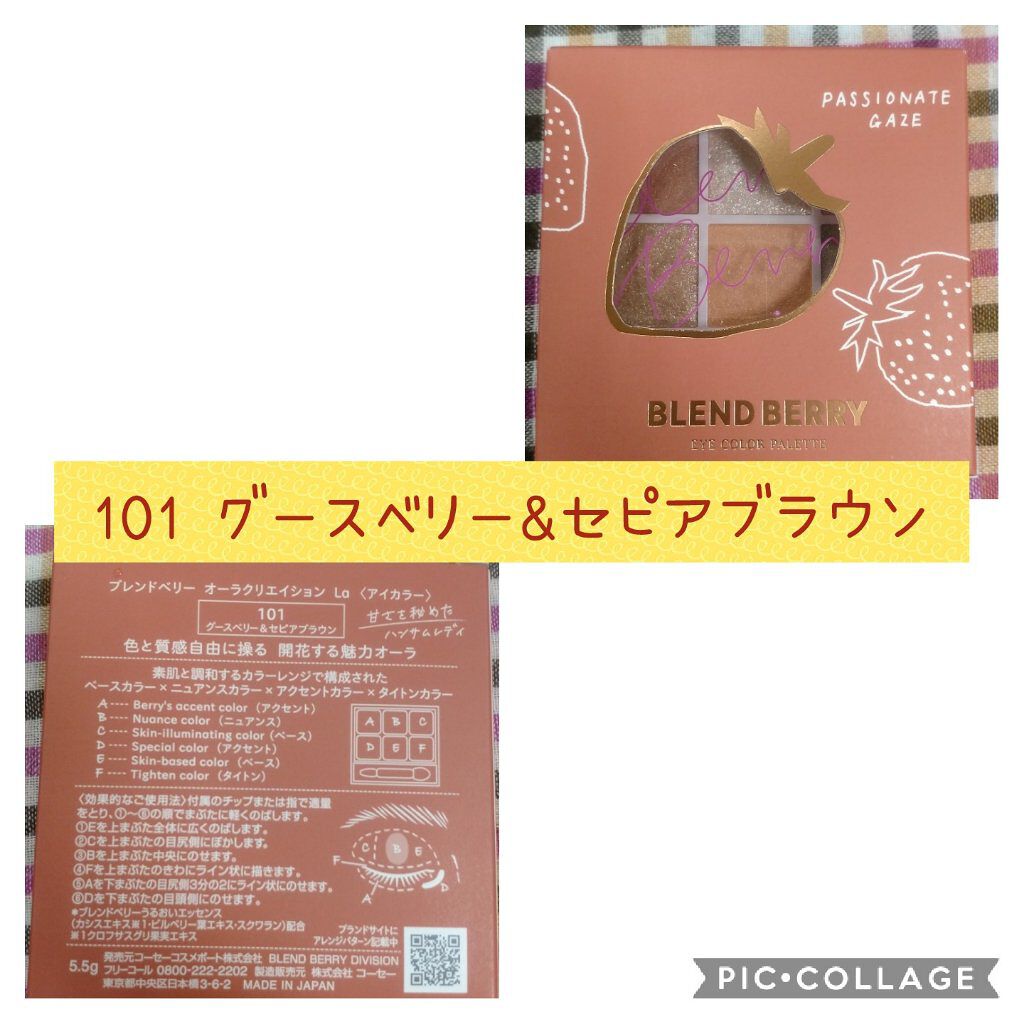 PASSIONATE
GAZE
BLEND BERRY
EYE COLOR PALETTE
101 グースベリー&セピアブラウン
ブレンドベリー オーラクリエイション La 〈アイカラー〉
101
グースベリー&セピアブラウン
甘さを秘めた
ハンサムレディ
色と質感自由に操る 開花する魅力オーラ
素肌と調和するカラーレンジで構成された
ベースカラー×ニュアンスカラー×アクセントカラー×タイトンカラー
A ---- Berry's accent color (アクセント)
B ---- Nuance color (ニュアンス)
C ---- Skin-illuminating color (ベース)
D ---- Special color (アクセント)
E ---- Skin-based color (ベース)
F ---- Tighten color (タイトン)
A B C
D E F
〈効果的なご使用法〉付属のチップまたは指で適量
をとり、①〜⑥の順でまぶたに軽くのばします。
①Eを上まぶた全体に広くのばします。
②Cを上まぶたの目尻側にぼかします。
③Bを上まぶた中央にのせます。
④Fを上まぶたのきわにライン状に描きます。
⑤Aを下まぶたの目尻側3分の2にライン状にのせます。
⑥Dを下まぶたの目頭側にのせます。
C B E
F
A
*ブレンドベリーうるおいエッセンス
(カシスエキス※1・ビルベリー葉エキス・スクワラン)配合
※1クロフサスグリ果実エキス
ブランドサイトに
アレンジパターン記載中
5.5g
発売元コーセーコスメポート株式会社 BLEND BERRY DIVISION
フリーコール 0800-222-2202 製造販売元 株式会社 コーセー
東京都中央区日本橋3-6-2 MADE IN JAPAN
PIC•COLLAGE